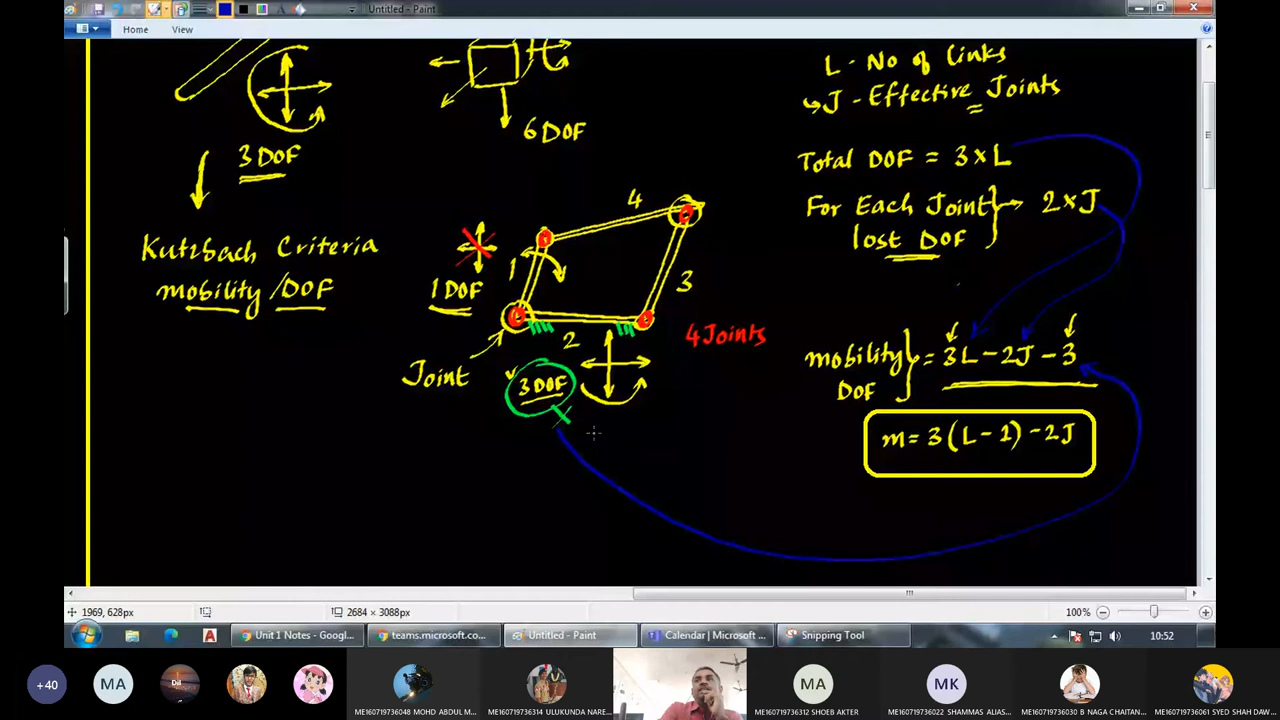 Untitled - Paint
Home
View
L - No of Links
↳J - Effective Joints
6 DOF
3 DOF
Total DOF = 3 × L
For Each Joint → 2 × J
lost DOF
4
Kutzbach Criteria
mobility / DOF
1
1 DOF
3
2
4 Joints
Joint
3 DOF
mobility = 3L - 2J - 3
DOF
m = 3 (L - 1) - 2J
1969, 628px
2684 × 3088px
100%
Unit 1 Notes - Googl...
teams.microsoft.co...
Untitled - Paint
Calendar | Microsoft ...
Snipping Tool
10:52
+40
MA
Dil
MA
MK
ME160719736048 MOHD ABDUL M...
ME160719736314 ULUKUNDA NARE...
ME160719736312 SHOEB AKTER
ME160719736022 SHAMMAS ALIAS...
ME160719736030 B NAGA CHAITAN...
ME160719736061 SYED SHAH DAW...